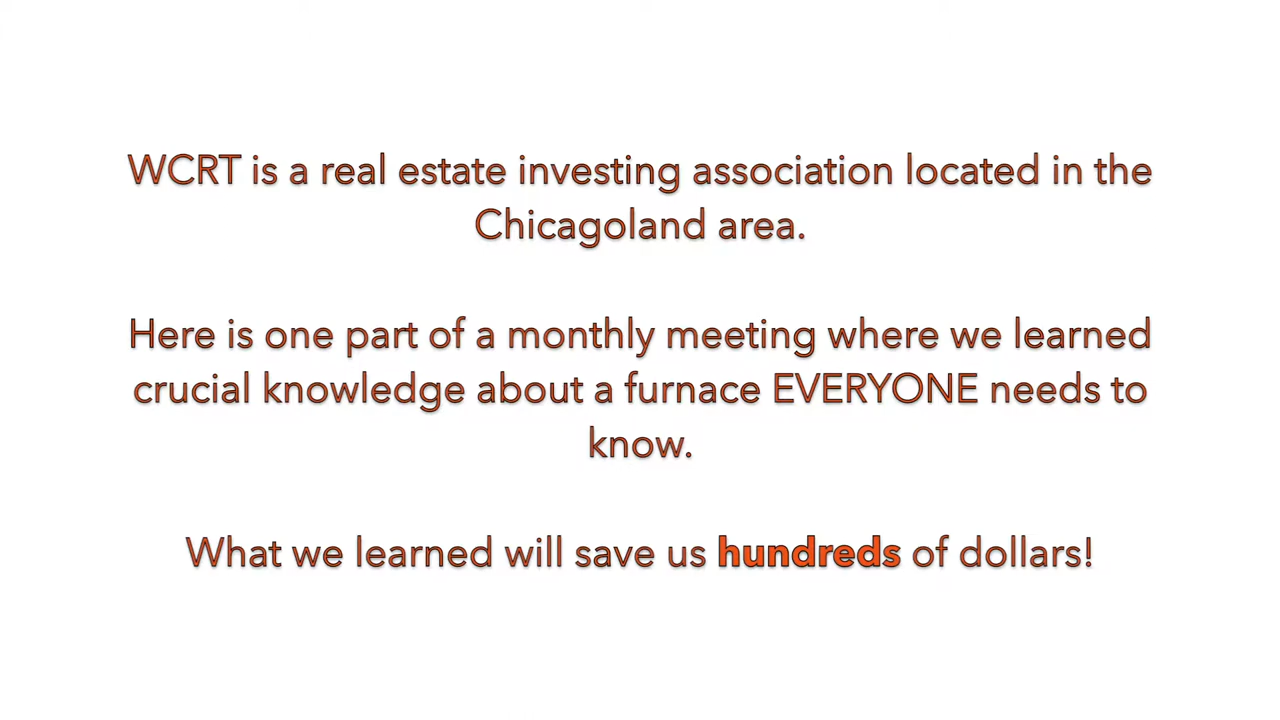 WCRT is a real estate investing association located in the
Chicagoland area.
Here is one part of a monthly meeting where we learned
crucial knowledge about a furnace EVERYONE needs to
know.
What we learned will save us hundreds of dollars!